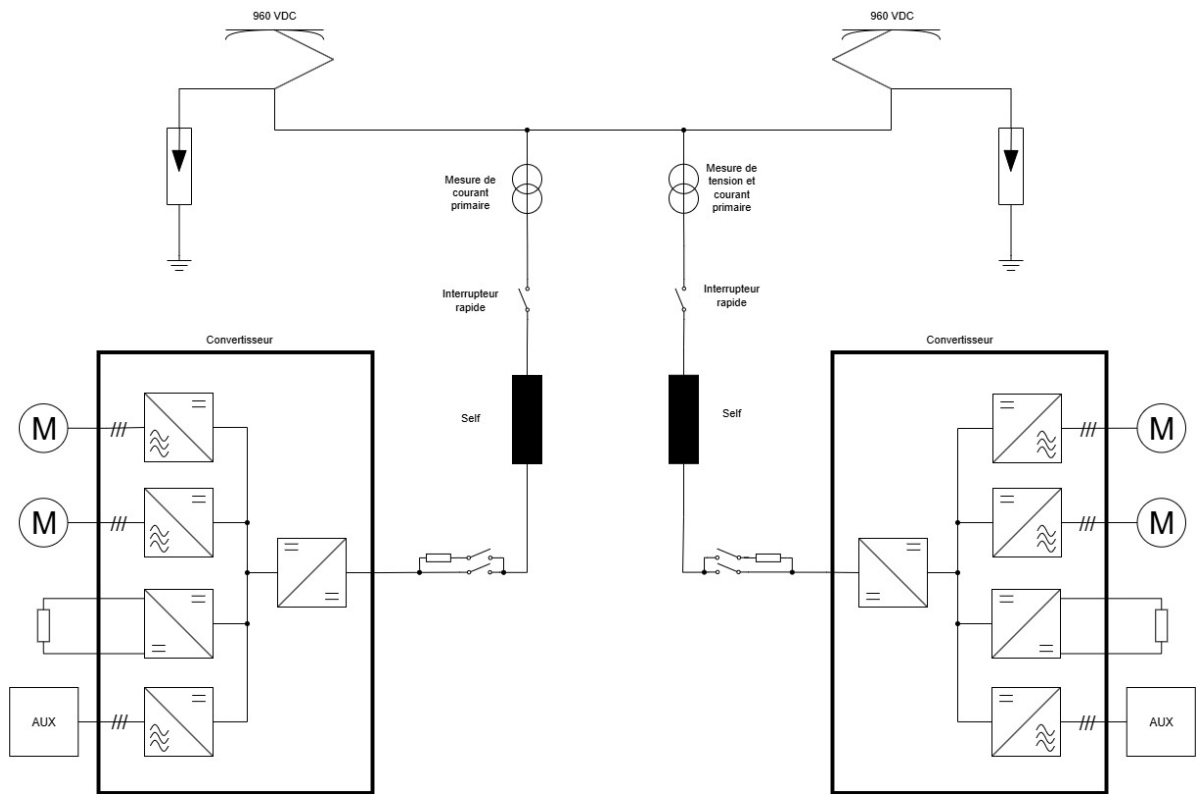 960 VDC
960 VDC
Mesure de
courant
primaire
Mesure de
tension et
courant
primaire
Interrupteur
rapide
Interrupteur
rapide
Convertisseur
Convertisseur
Self
Self
M
M
M
M
AUX
AUX